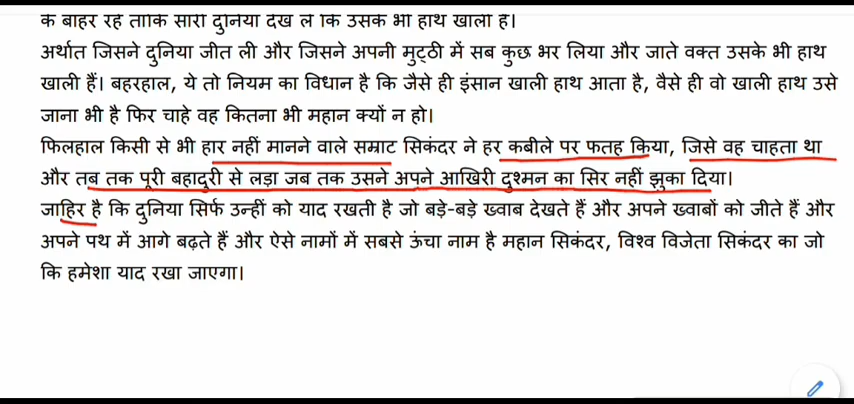 के बाहर रहे ताकि सारी दुनिया देख ले कि उसके भी हाथ खाली हैं।
अर्थात जिसने दुनिया जीत ली और जिसने अपनी मुट्ठी में सब कुछ भर लिया और जाते वक्त उसके भी हाथ
खाली हैं। बहरहाल, ये तो नियम का विधान है कि जैसे ही इंसान खाली हाथ आता है, वैसे ही वो खाली हाथ उसे
जाना भी है फिर चाहे वह कितना भी महान क्यों न हो।
फिलहाल किसी से भी हार नहीं मानने वाले सम्राट सिकंदर ने हर कबीले पर फतह किया, जिसे वह चाहता था
और तब तक पूरी बहादुरी से लड़ा जब तक उसने अपने आखिरी दुश्मन का सिर नहीं झुका दिया।
जाहिर है कि दुनिया सिर्फ उन्हीं को याद रखती है जो बड़े-बड़े ख्वाब देखते हैं और अपने ख्वाबों को जीते हैं और
अपने पथ में आगे बढ़ते हैं और ऐसे नामों में सबसे ऊंचा नाम है महान सिकंदर, विश्व विजेता सिकंदर का जो
कि हमेशा याद रखा जाएगा।